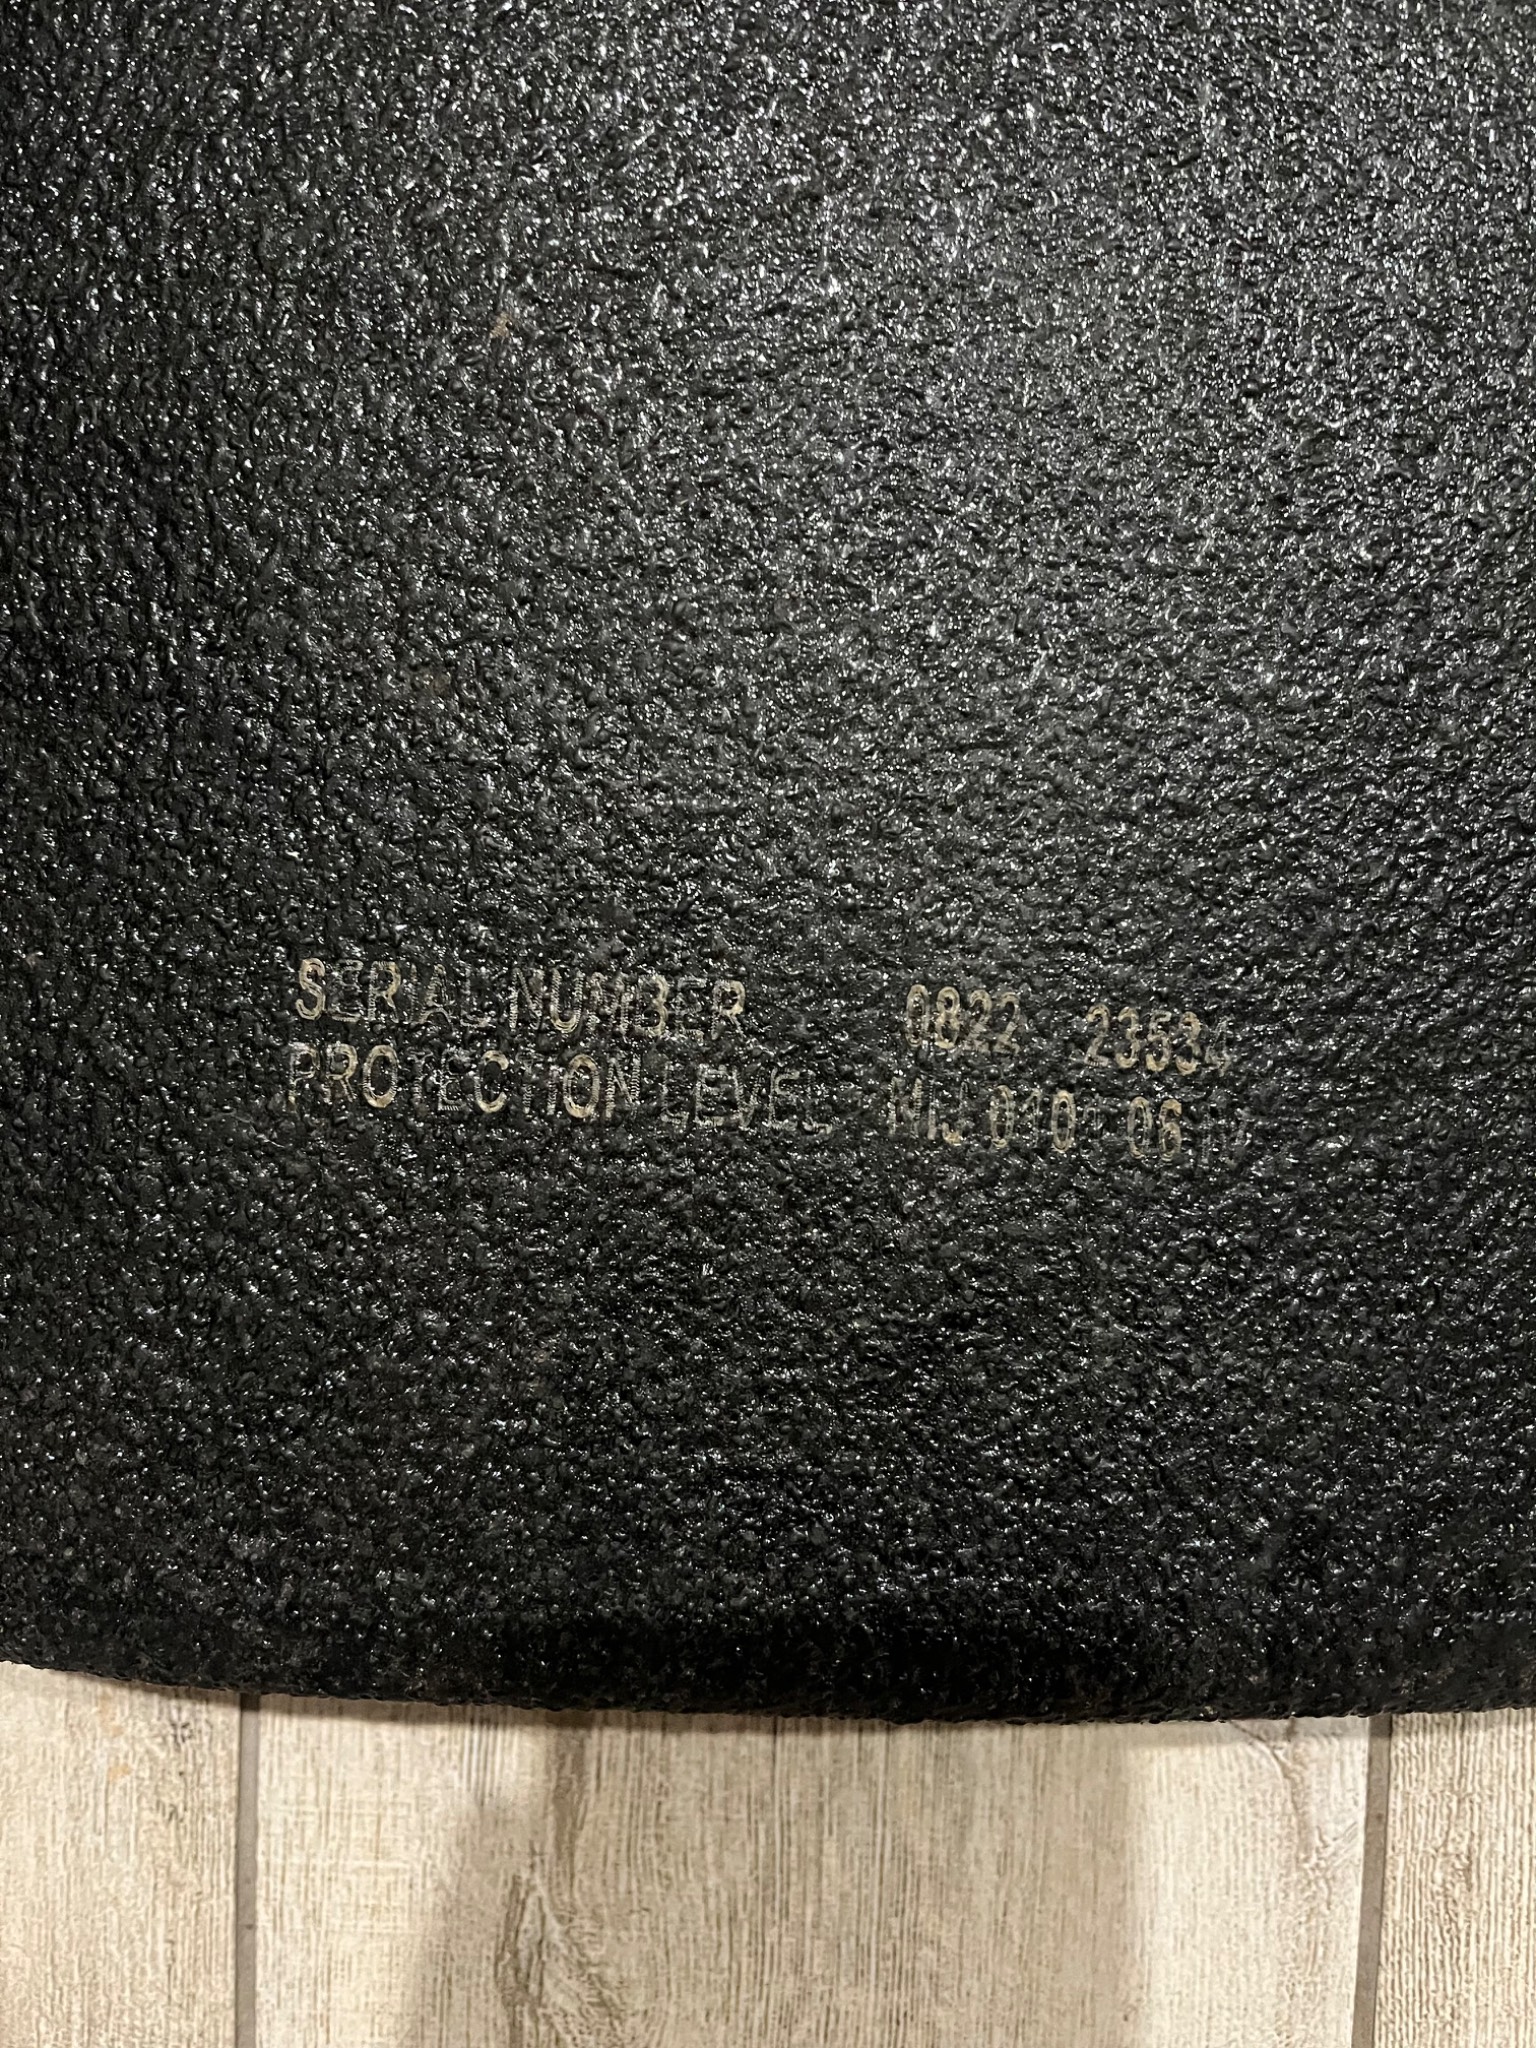 SERIAL NUMBER 0822 23534
PROTECTION LEVEL NIJ 0101.06 IV